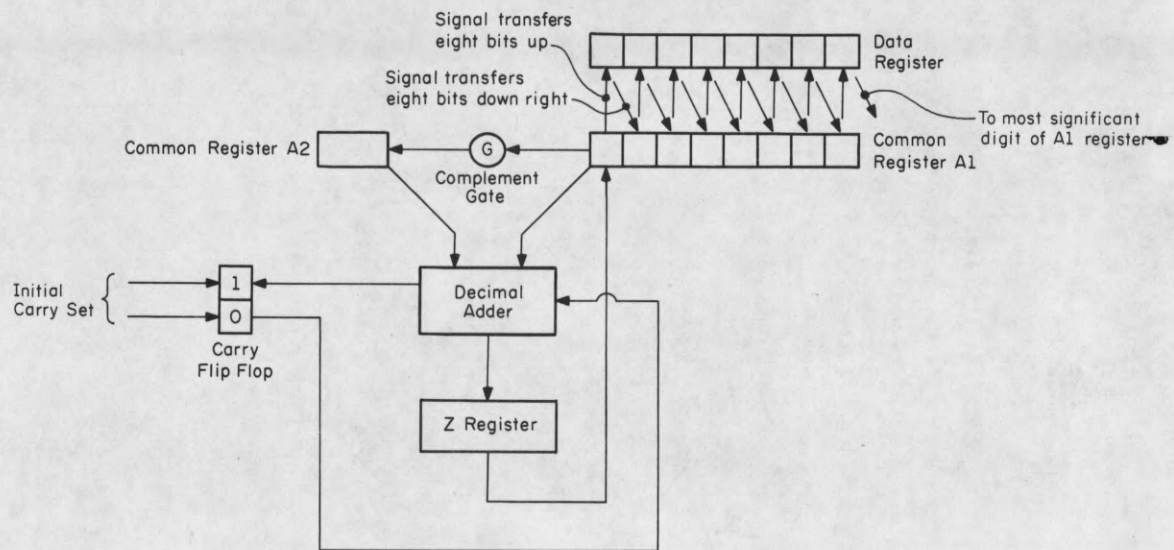 Signal transfers
eight bits up
Data
Register
Signal transfers
eight bits down right
To most significant
digit of A1 register
Common Register A2
G
Complement
Gate
Common
Register A1
Initial
Carry Set
1
0
Carry
Flip Flop
Decimal
Adder
Z Register